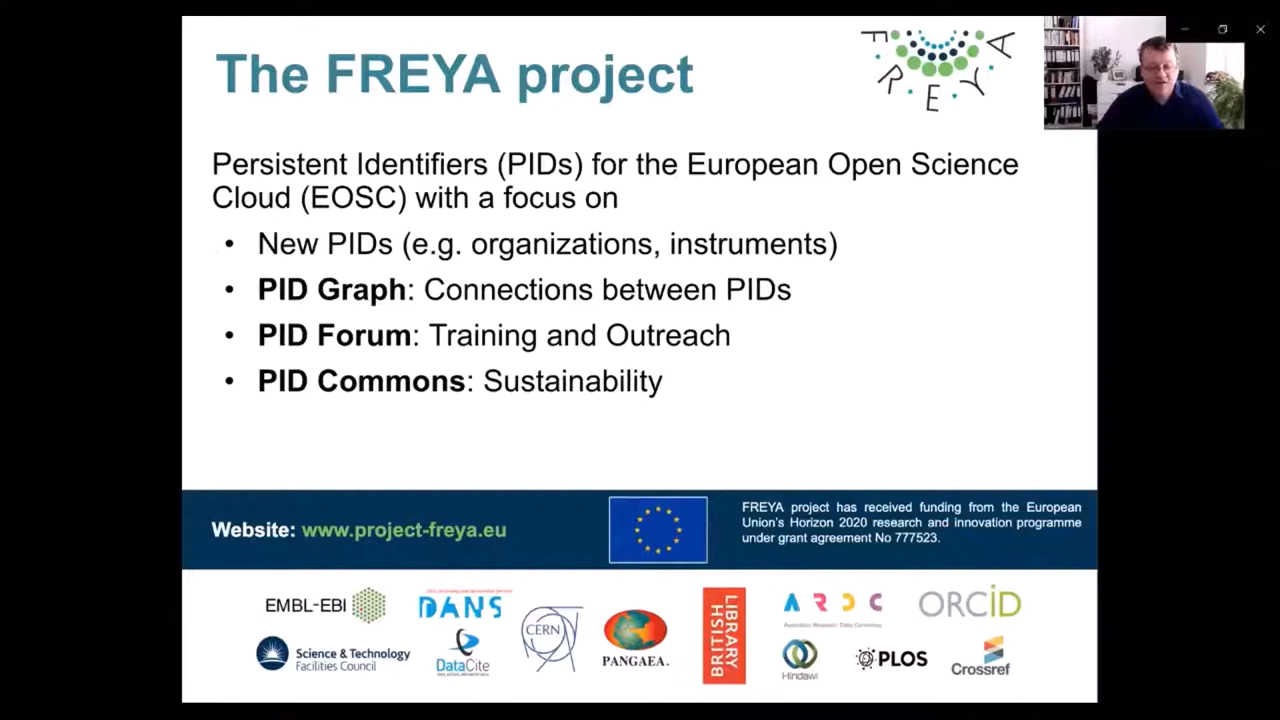 The FREYA project
FREYA
Persistent Identifiers (PIDs) for the European Open Science
Cloud (EOSC) with a focus on
• New PIDs (e.g. organizations, instruments)
• PID Graph: Connections between PIDs
• PID Forum: Training and Outreach
• PID Commons: Sustainability
Website: www.project-freya.eu
FREYA project has received funding from the European
Union's Horizon 2020 research and innovation programme
under grant agreement No 777523.
EMBL-EBI
DANS
CERN
PANGAEA.
BRITISH
LIBRARY
ARDC
Australian Research Data Commons
ORCID
Science & Technology
Facilities Council
DataCite
Hindawi
PLOS
Crossref